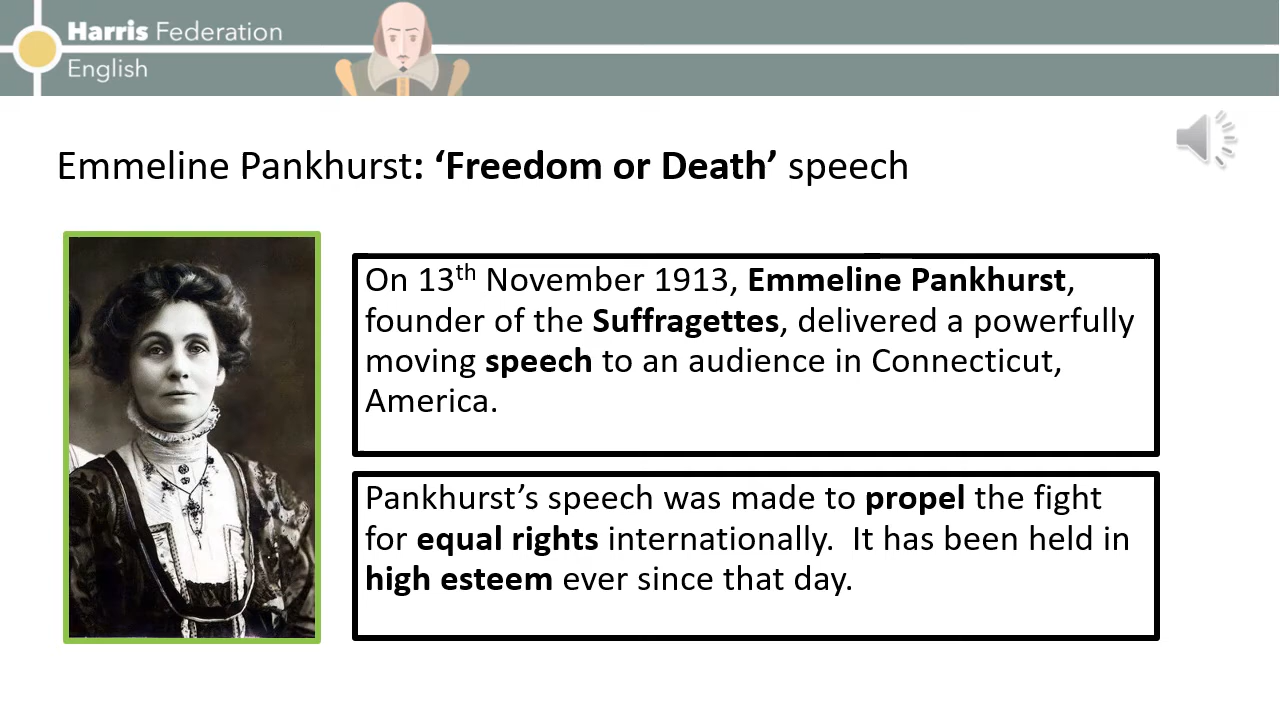 Harris Federation
English
Emmeline Pankhurst: ‘Freedom or Death’ speech
On 13th November 1913, Emmeline Pankhurst,
founder of the Suffragettes, delivered a powerfully
moving speech to an audience in Connecticut,
America.
Pankhurst’s speech was made to propel the fight
for equal rights internationally.  It has been held in
high esteem ever since that day.